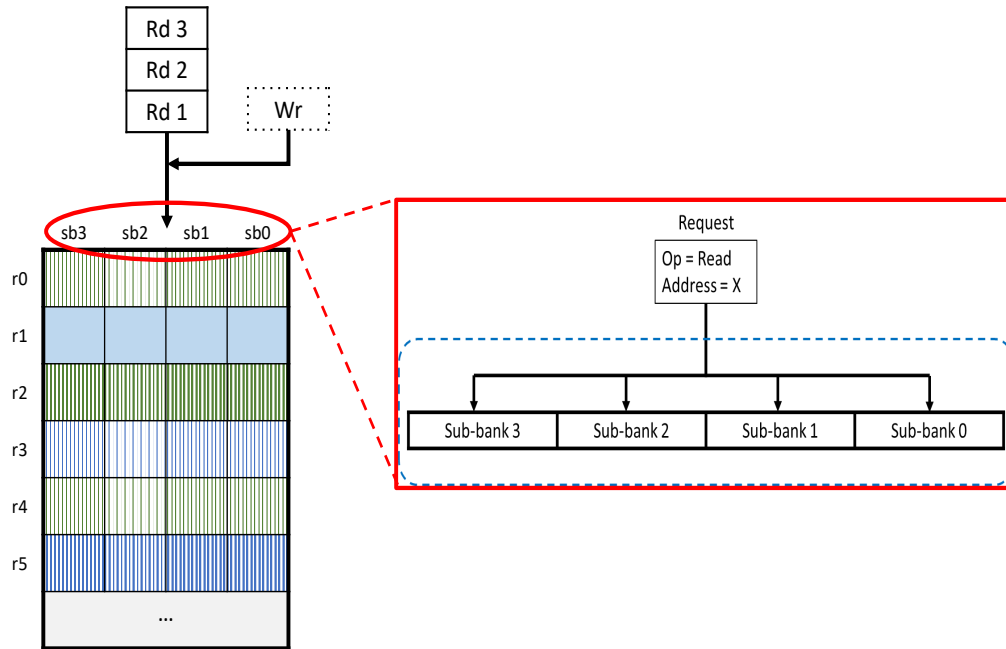 Rd 3
Rd 2
Rd 1
Wr
sb3 sb2 sb1 sb0
r0
r1
r2
r3
r4
r5
...
Request
Op = Read
Address = X
Sub-bank 3 Sub-bank 2 Sub-bank 1 Sub-bank 0